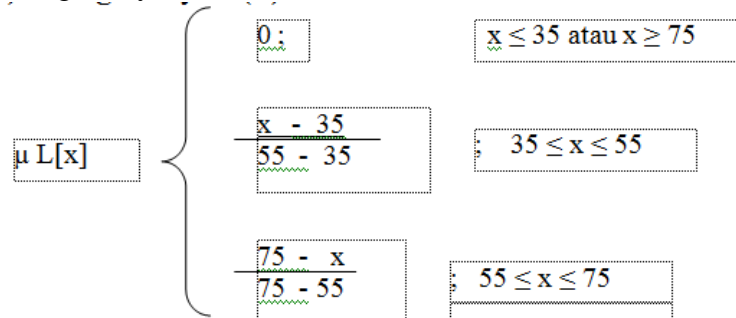 0 ; x ≤ 35 atau x ≥ 75
x - 35
55 - 35 ; 35 ≤ x ≤ 55
µ L[x]
75 - x
75 - 55 ; 55 ≤ x ≤ 75